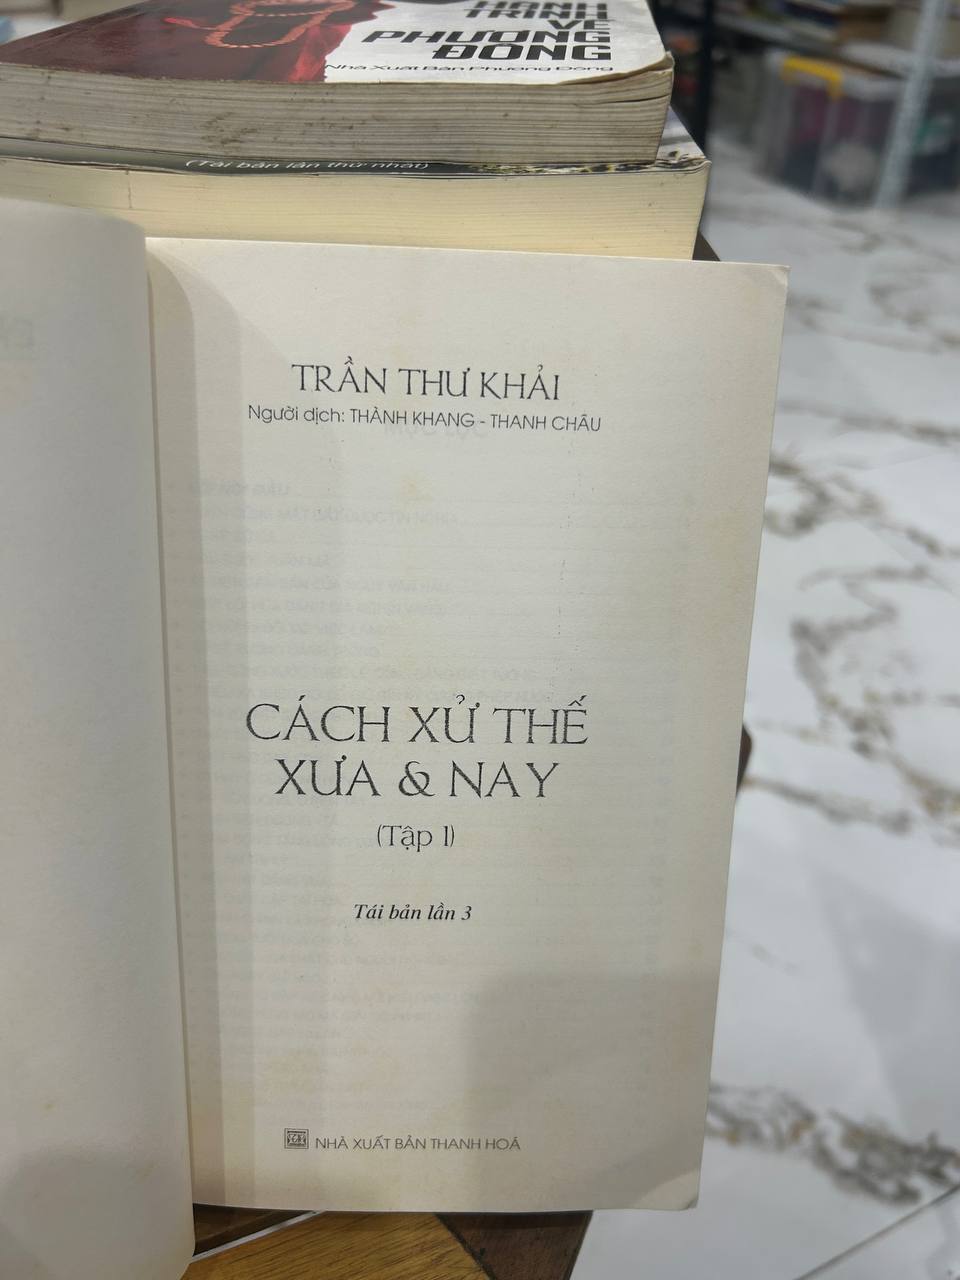 HÀNH TRÌNH
VỀ
PHƯƠNG
ĐÔNG
Nhà Xuất Bản Phương Đông
(Tái bản lần thứ nhất)
TRẦN THƯ KHẢI
Người dịch: THÀNH KHANG - THANH CHÂU
CÁCH XỬ THẾ
XƯA & NAY
(Tập 1)
Tái bản lần 3
NHÀ XUẤT BẢN THANH HOÁ